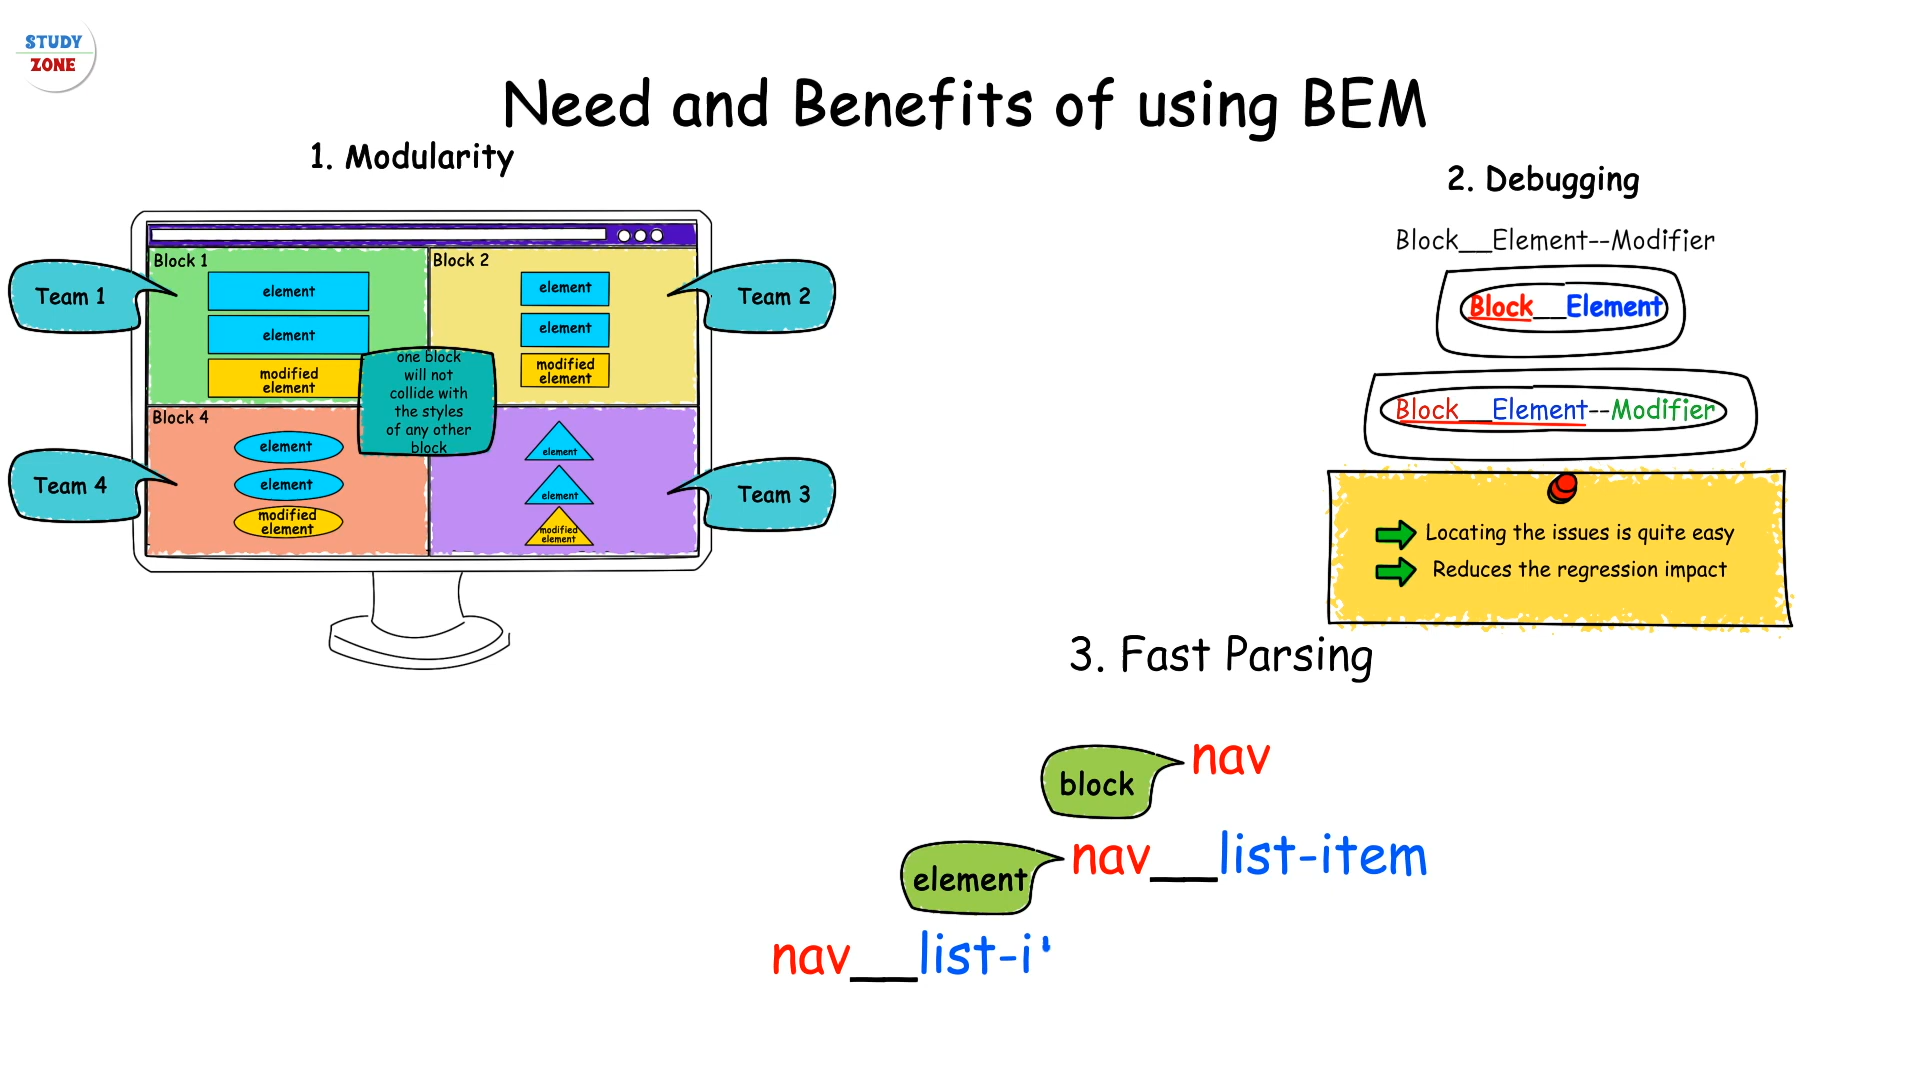 STUDY
ZONE
Need and Benefits of using BEM
1. Modularity
Block 1
element
element
modified
element
Block 2
element
element
modified
element
Team 1
Team 2
one block
will not
collide with
the styles
of any other
block
Block 4
element
element
modified
element
element
element
modified
element
Team 4
Team 3
2. Debugging
Block__Element--Modifier
Block__Element
Block__Element--Modifier
Locating the issues is quite easy
Reduces the regression impact
3. Fast Parsing
block
nav
element
nav__list-item
nav__list-i